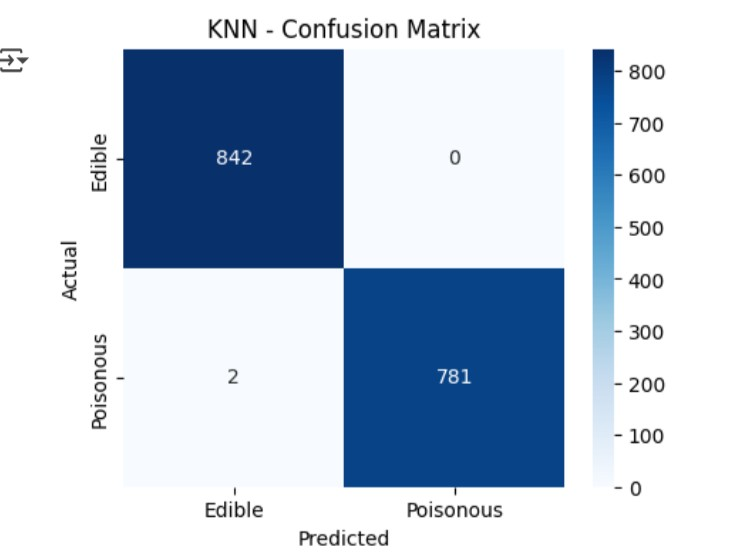 KNN - Confusion Matrix
Actual
Edible
842
0
Poisonous
2
781
Edible
Poisonous
Predicted
800
700
600
500
400
300
200
100
0